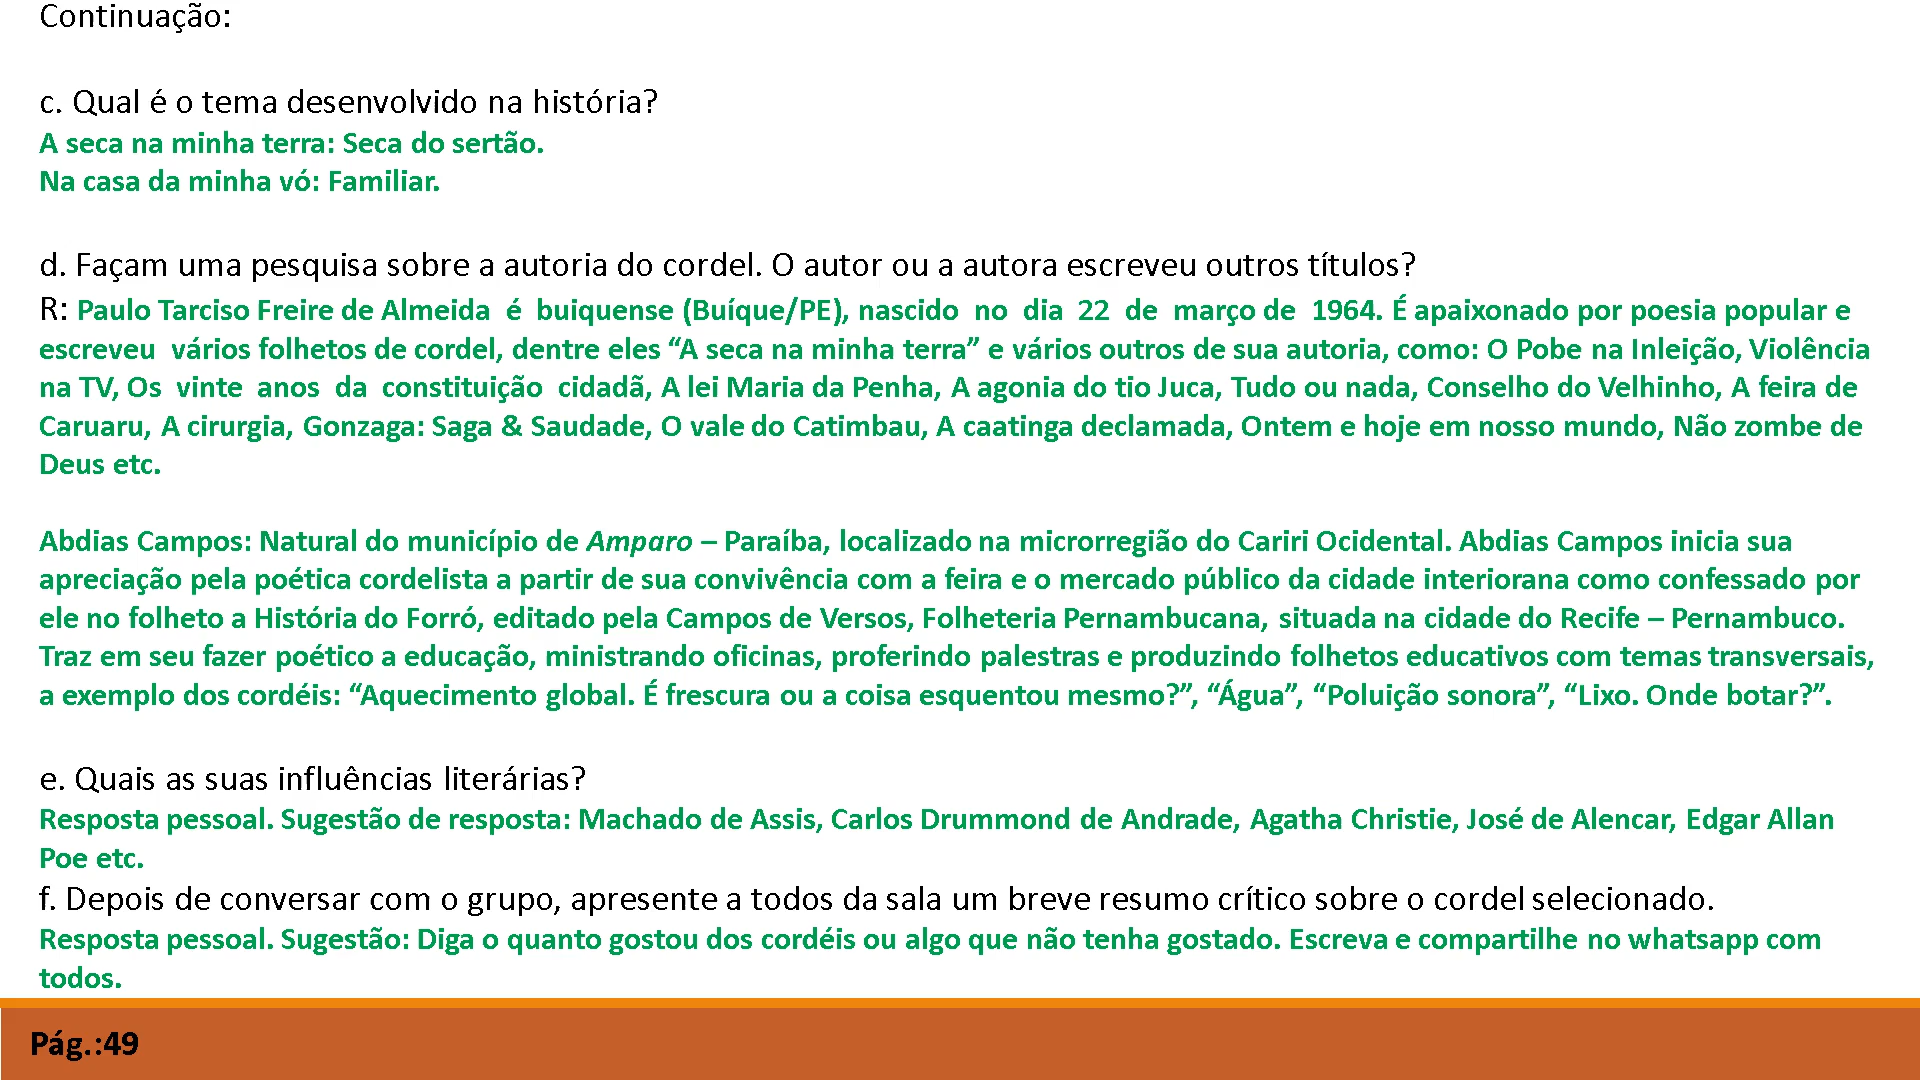 Continuação:
c. Qual é o tema desenvolvido na história?
A seca na minha terra: Seca do sertão.
Na casa da minha vó: Familiar.
d. Façam uma pesquisa sobre a autoria do cordel. O autor ou a autora escreveu outros títulos?
R: Paulo Tarciso Freire de Almeida é buiquense (Buíque/PE), nascido no dia 22 de março de 1964. É apaixonado por poesia popular e
escreveu vários folhetos de cordel, dentre eles “A seca na minha terra” e vários outros de sua autoria, como: O Pobe na Inleição, Violência
na TV, Os vinte anos da constituição cidadã, A lei Maria da Penha, A agonia do tio Juca, Tudo ou nada, Conselho do Velhinho, A feira de
Caruaru, A cirurgia, Gonzaga: Saga & Saudade, O vale do Catimbau, A caatinga declamada, Ontem e hoje em nosso mundo, Não zombe de
Deus etc.
Abdias Campos: Natural do município de Amparo – Paraíba, localizado na microrregião do Cariri Ocidental. Abdias Campos inicia sua
apreciação pela poética cordelista a partir de sua convivência com a feira e o mercado público da cidade interiorana como confessado por
ele no folheto a História do Forró, editado pela Campos de Versos, Folheteria Pernambucana, situada na cidade do Recife – Pernambuco.
Traz em seu fazer poético a educação, ministrando oficinas, proferindo palestras e produzindo folhetos educativos com temas transversais,
a exemplo dos cordéis: “Aquecimento global. É frescura ou a coisa esquentou mesmo?”, “Água”, “Poluição sonora”, “Lixo. Onde botar?”.
e. Quais as suas influências literárias?
Resposta pessoal. Sugestão de resposta: Machado de Assis, Carlos Drummond de Andrade, Agatha Christie, José de Alencar, Edgar Allan
Poe etc.
f. Depois de conversar com o grupo, apresente a todos da sala um breve resumo crítico sobre o cordel selecionado.
Resposta pessoal. Sugestão: Diga o quanto gostou dos cordéis ou algo que não tenha gostado. Escreva e compartilhe no whatsapp com
todos.
Pág.:49